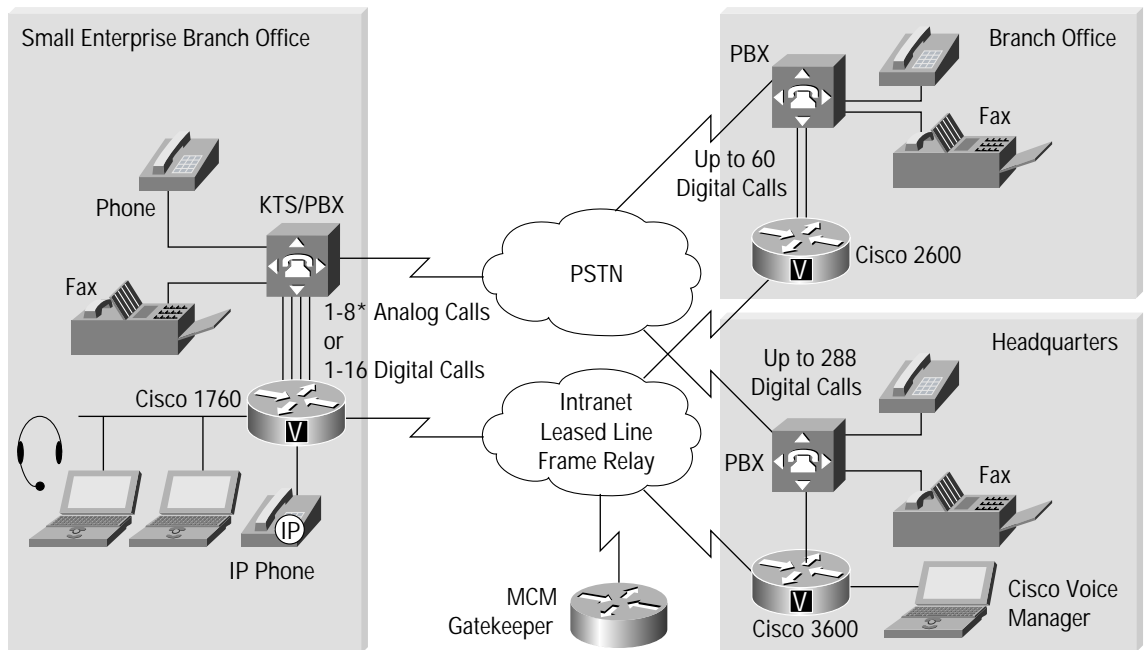 Small Enterprise Branch Office
Phone
KTS/PBX
Fax
1-8* Analog Calls
or
1-16 Digital Calls
Cisco 1760
V
IP
IP Phone
PSTN
Intranet
Leased Line
Frame Relay
MCM
Gatekeeper
Branch Office
PBX
Fax
Up to 60
Digital Calls
V
Cisco 2600
Headquarters
Up to 288
Digital Calls
PBX
Fax
V
Cisco 3600
Cisco Voice
Manager